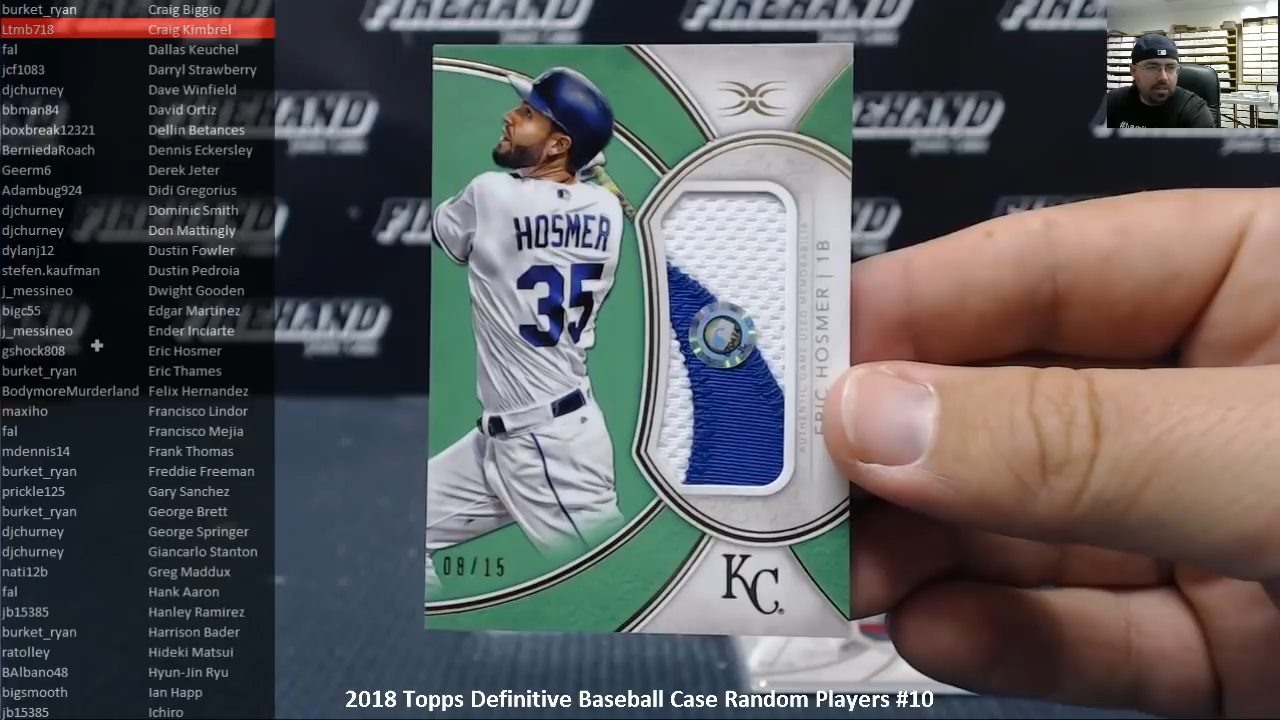 burket_ryan Craig Biggio
Ltmb718 Craig Kimbrel
fal Dallas Keuchel
jcf1083 Darryl Strawberry
djchurney Dave Winfield
bbman84 David Ortiz
boxbreak12321 Dellin Betances
BerniedaRoach Dennis Eckersley
Geerm6 Derek Jeter
Adambug924 Didi Gregorius
djchurney Dominic Smith
djchurney Don Mattingly
dylanj12 Dustin Fowler
stefen.kaufman Dustin Pedroia
j_messineo Dwight Gooden
bigc55 Edgar Martinez
j_messineo Ender Inciarte
gshock808 Eric Hosmer
burket_ryan Eric Thames
BodymoreMurderland Felix Hernandez
maxiho Francisco Lindor
fal Francisco Mejia
mdennis14 Frank Thomas
burket_ryan Freddie Freeman
prickle125 Gary Sanchez
burket_ryan George Brett
djchurney George Springer
djchurney Giancarlo Stanton
nati12b Greg Maddux
fal Hank Aaron
jb15385 Hanley Ramirez
burket_ryan Harrison Bader
ratolley Hideki Matsui
BAlbano48 Hyun-Jin Ryu
bigsmooth Ian Happ
jb15385 Ichiro
HOSMER
35
08/15
AUTHENTIC GAME USED MEMORABILIA
ERIC HOSMER | 1B
KC
FIREHAND
2018 Topps Definitive Baseball Case Random Players #10